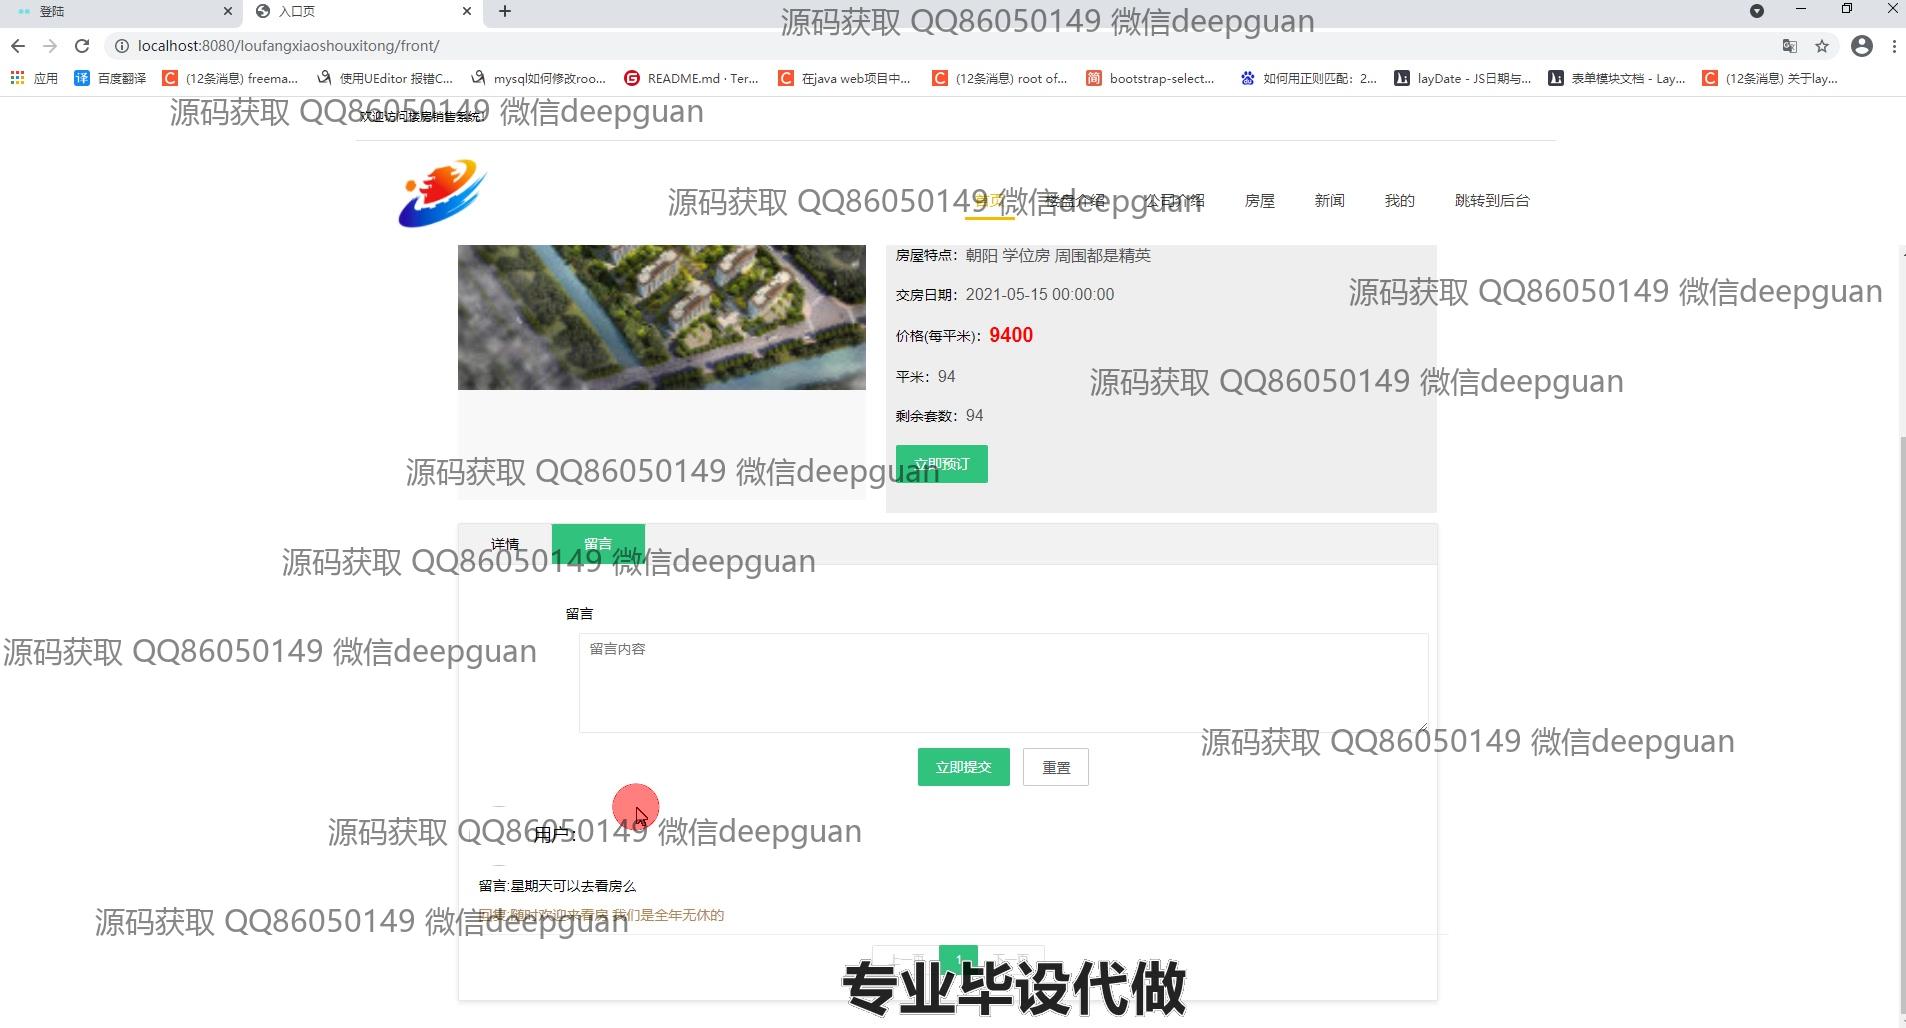 登陆
入口页
localhost:8080/loufangxiaoshouxitong/front/
应用
百度翻译
(12条消息) freema...
使用UEditor 报错C...
mysql如何修改roo...
README.md · Ter...
在java web项目中...
(12条消息) root of...
bootstrap-select...
如何用正则匹配：2...
layDate - JS日期与...
表单模块文档 - Lay...
(12条消息) 关于lay...
源码获取 QQ86050149 微信deepguan
源码获取 QQ86050149 微信deepguan
欢迎访问楼房销售系统!
源码获取 QQ86050149 微信deepguan
首页
楼盘介绍
公司介绍
房屋
新闻
我的
跳转到后台
房屋特点：朝阳 学位房 周围都是精英
交房日期：2021-05-15 00:00:00
源码获取 QQ86050149 微信deepguan
价格(每平米)：9400
平米：94
源码获取 QQ86050149 微信deepguan
剩余套数：94
立即预订
源码获取 QQ86050149 微信deepguan
详情
留言
源码获取 QQ86050149 微信deepguan
留言
留言内容
源码获取 QQ86050149 微信deepguan
源码获取 QQ86050149 微信deepguan
立即提交
重置
用户：
源码获取 QQ86050149 微信deepguan
留言:星期天可以去看房么
回复:随时欢迎来看房 我们是全年无休的
源码获取 QQ86050149 微信deepguan
上一页
1
下一页
专业毕设代做